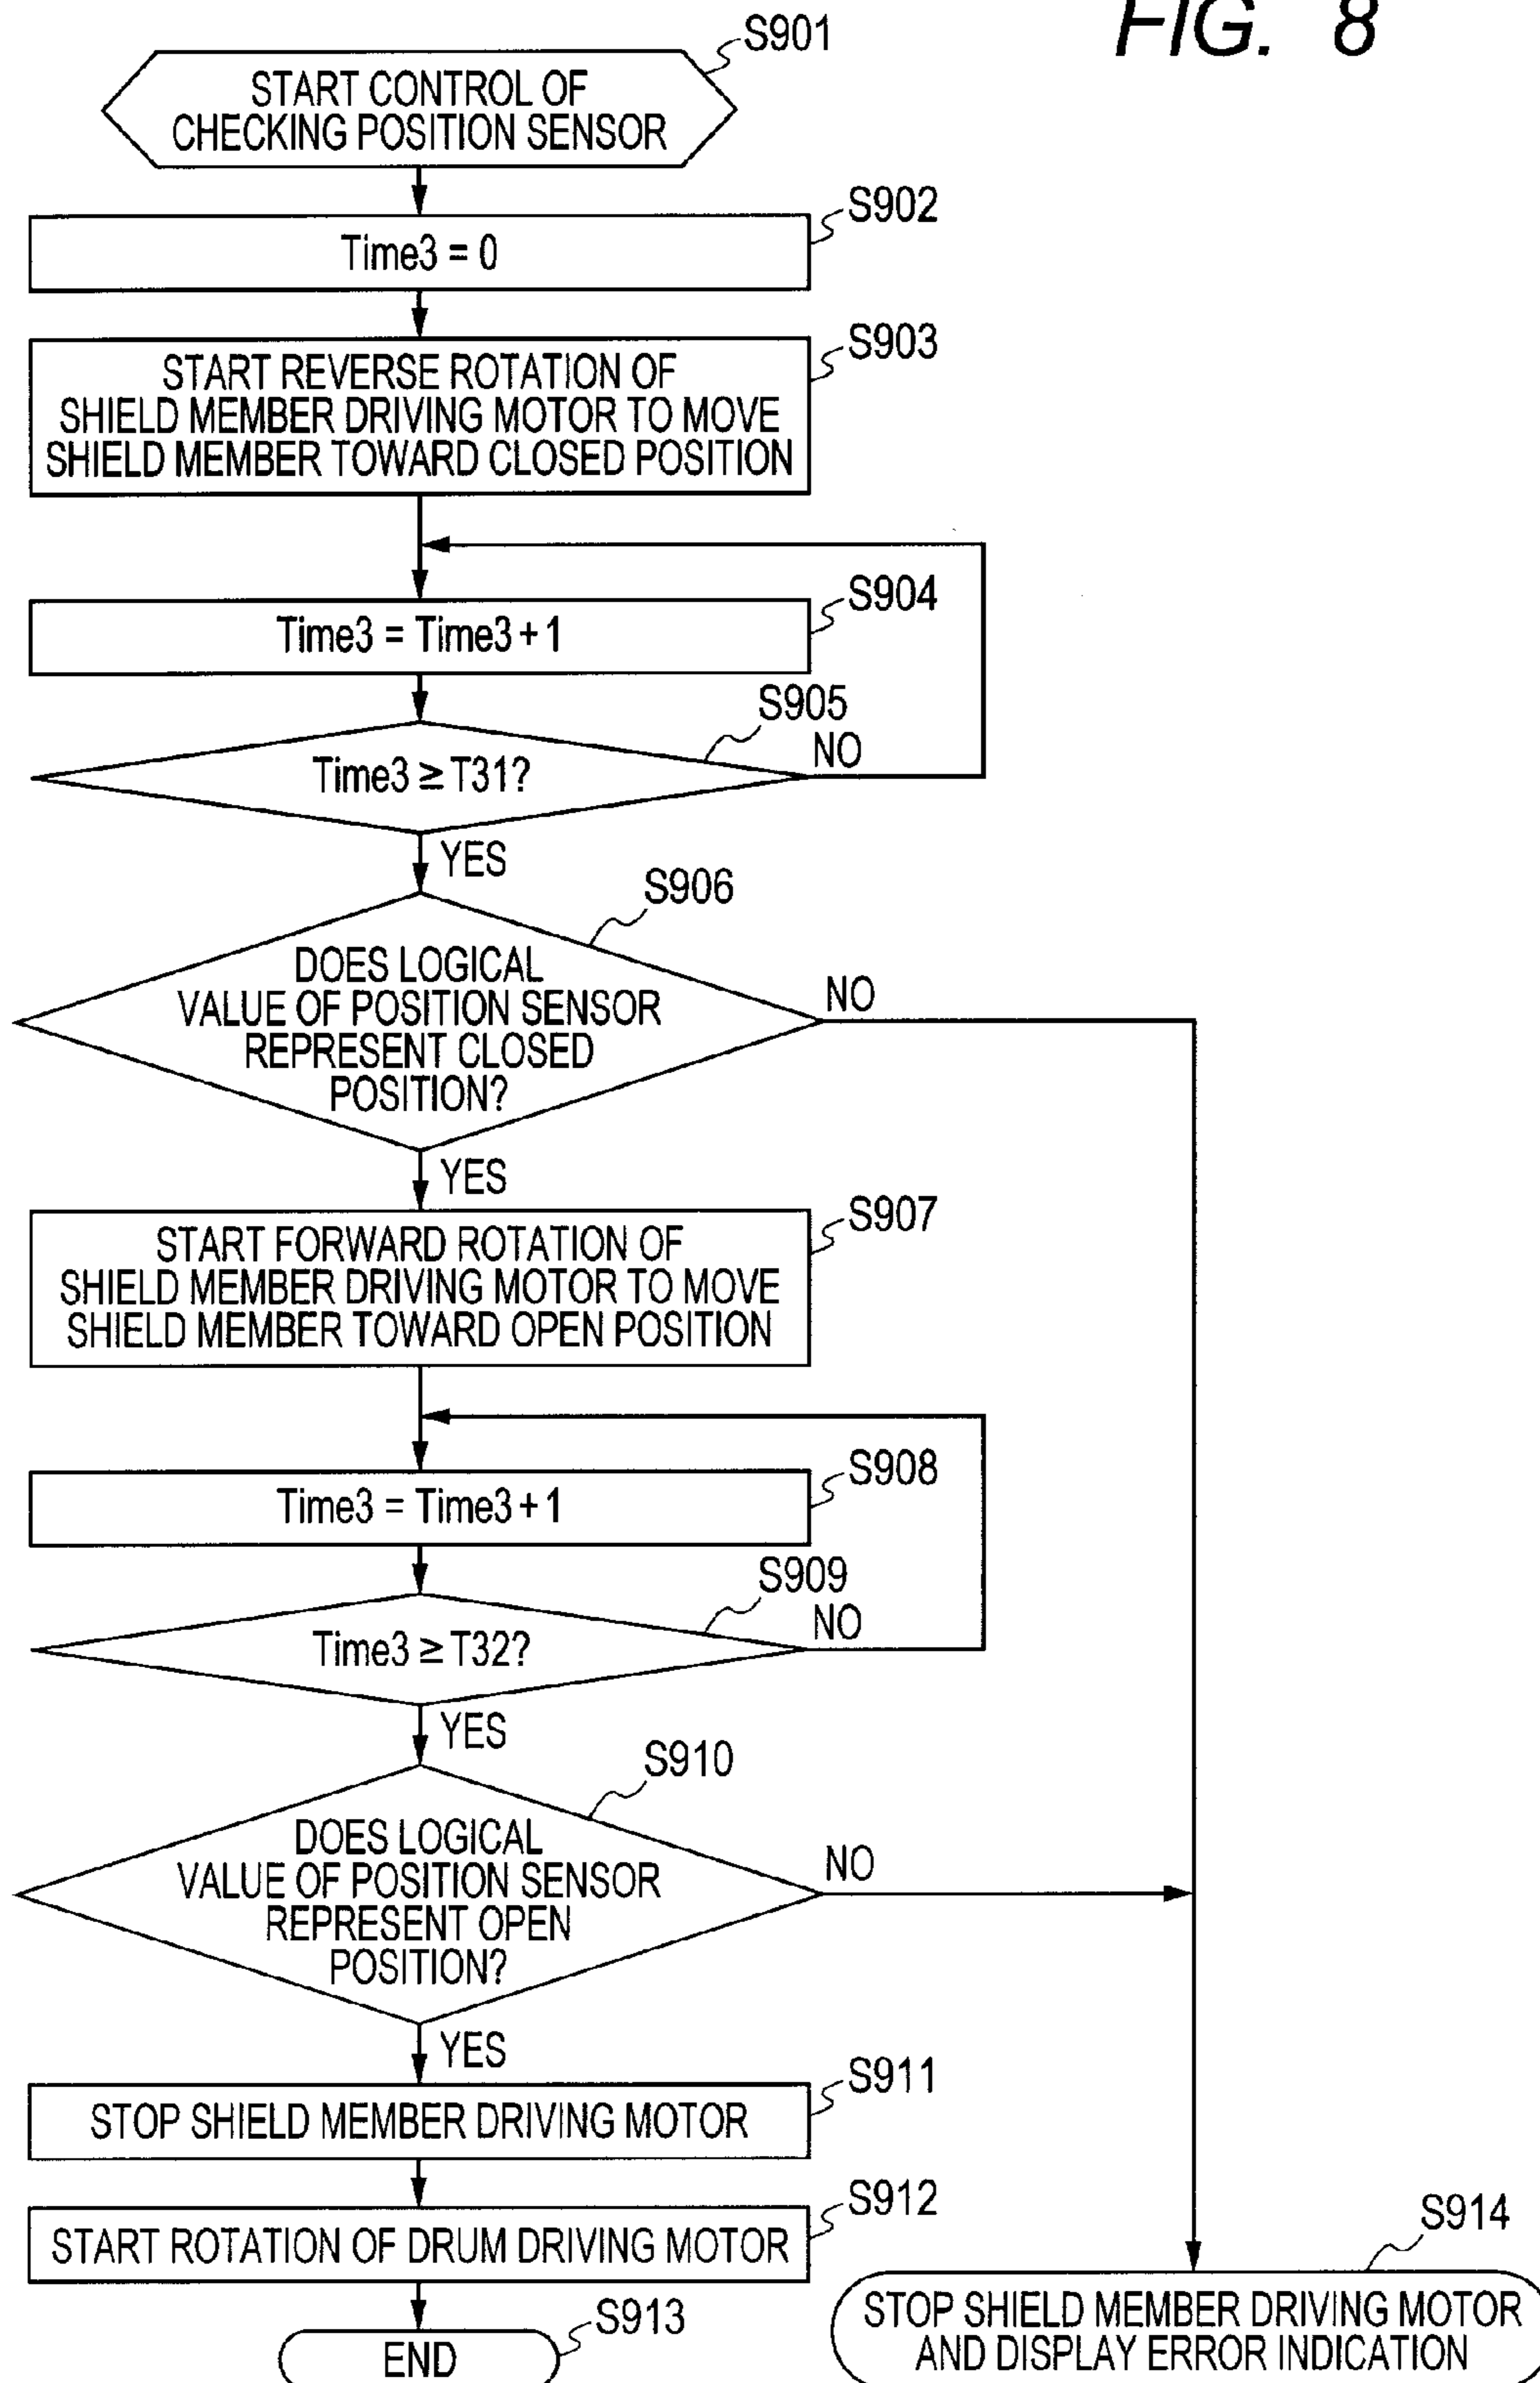 FIG. 8
S901
START CONTROL OF
CHECKING POSITION SENSOR
S902
Time3 = 0
S903
START REVERSE ROTATION OF
SHIELD MEMBER DRIVING MOTOR TO MOVE
SHIELD MEMBER TOWARD CLOSED POSITION
S904
Time3 = Time3 + 1
S905
Time3 ≥ T31?
NO
YES
S906
DOES LOGICAL
VALUE OF POSITION SENSOR
REPRESENT CLOSED
POSITION?
NO
YES
S907
START FORWARD ROTATION OF
SHIELD MEMBER DRIVING MOTOR TO MOVE
SHIELD MEMBER TOWARD OPEN POSITION
S908
Time3 = Time3 + 1
S909
Time3 ≥ T32?
NO
YES
S910
DOES LOGICAL
VALUE OF POSITION SENSOR
REPRESENT OPEN
POSITION?
NO
YES
S911
STOP SHIELD MEMBER DRIVING MOTOR
S912
START ROTATION OF DRUM DRIVING MOTOR
S913
END
S914
STOP SHIELD MEMBER DRIVING MOTOR
AND DISPLAY ERROR INDICATION